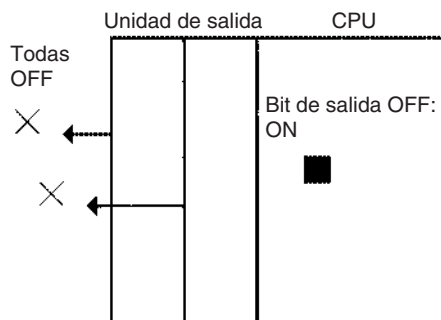 Unidad de salida
CPU
Todas
OFF
Bit de salida OFF:
ON